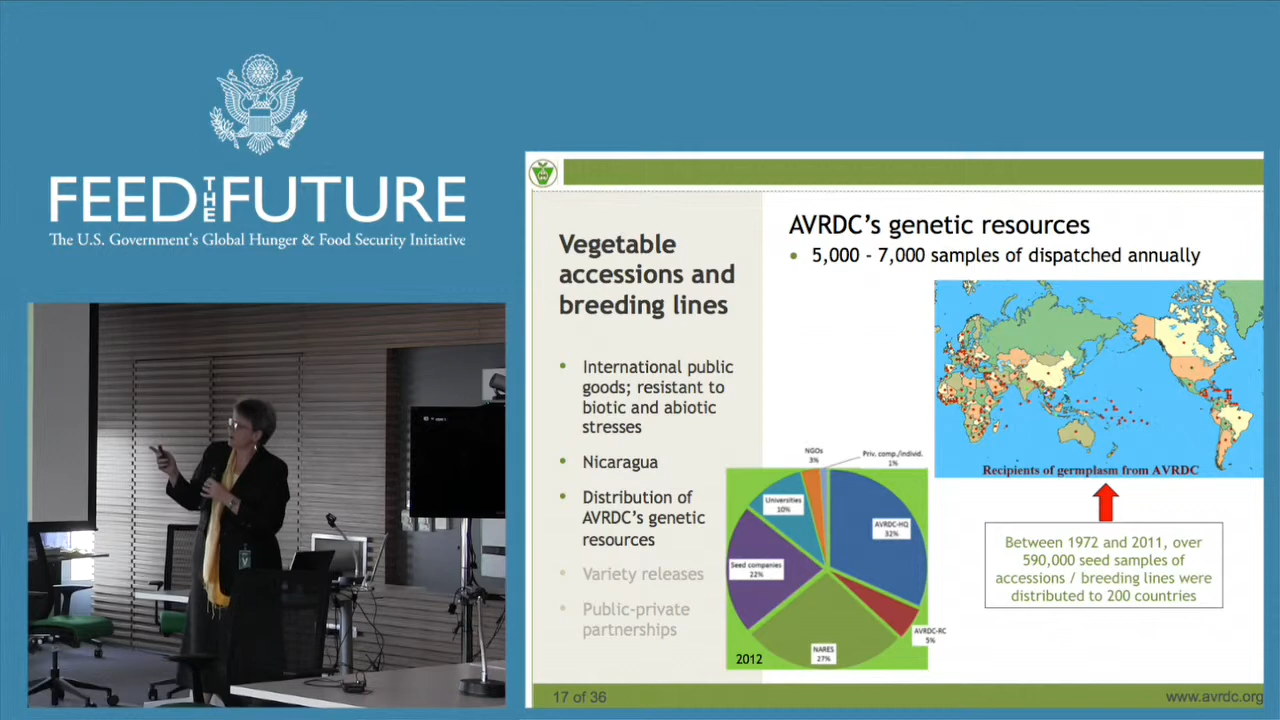 FEED THE FUTURE
The U.S. Government's Global Hunger & Food Security Initiative
Vegetable
accessions and
breeding lines
• International public
goods; resistant to
biotic and abiotic
stresses
• Nicaragua
• Distribution of
AVRDC's genetic
resources
• Variety releases
• Public-private
partnerships
AVRDC's genetic resources
• 5,000 - 7,000 samples of dispatched annually
Recipients of germplasm from AVRDC
Between 1972 and 2011, over
590,000 seed samples of
accessions / breeding lines were
distributed to 200 countries
NGOs
3%
Priv. comp./individ.
1%
Universities
10%
AVRDC-HQ
32%
Seed companies
22%
AVRDC-RC
5%
NARES
27%
2012
17 of 36
www.avrdc.org